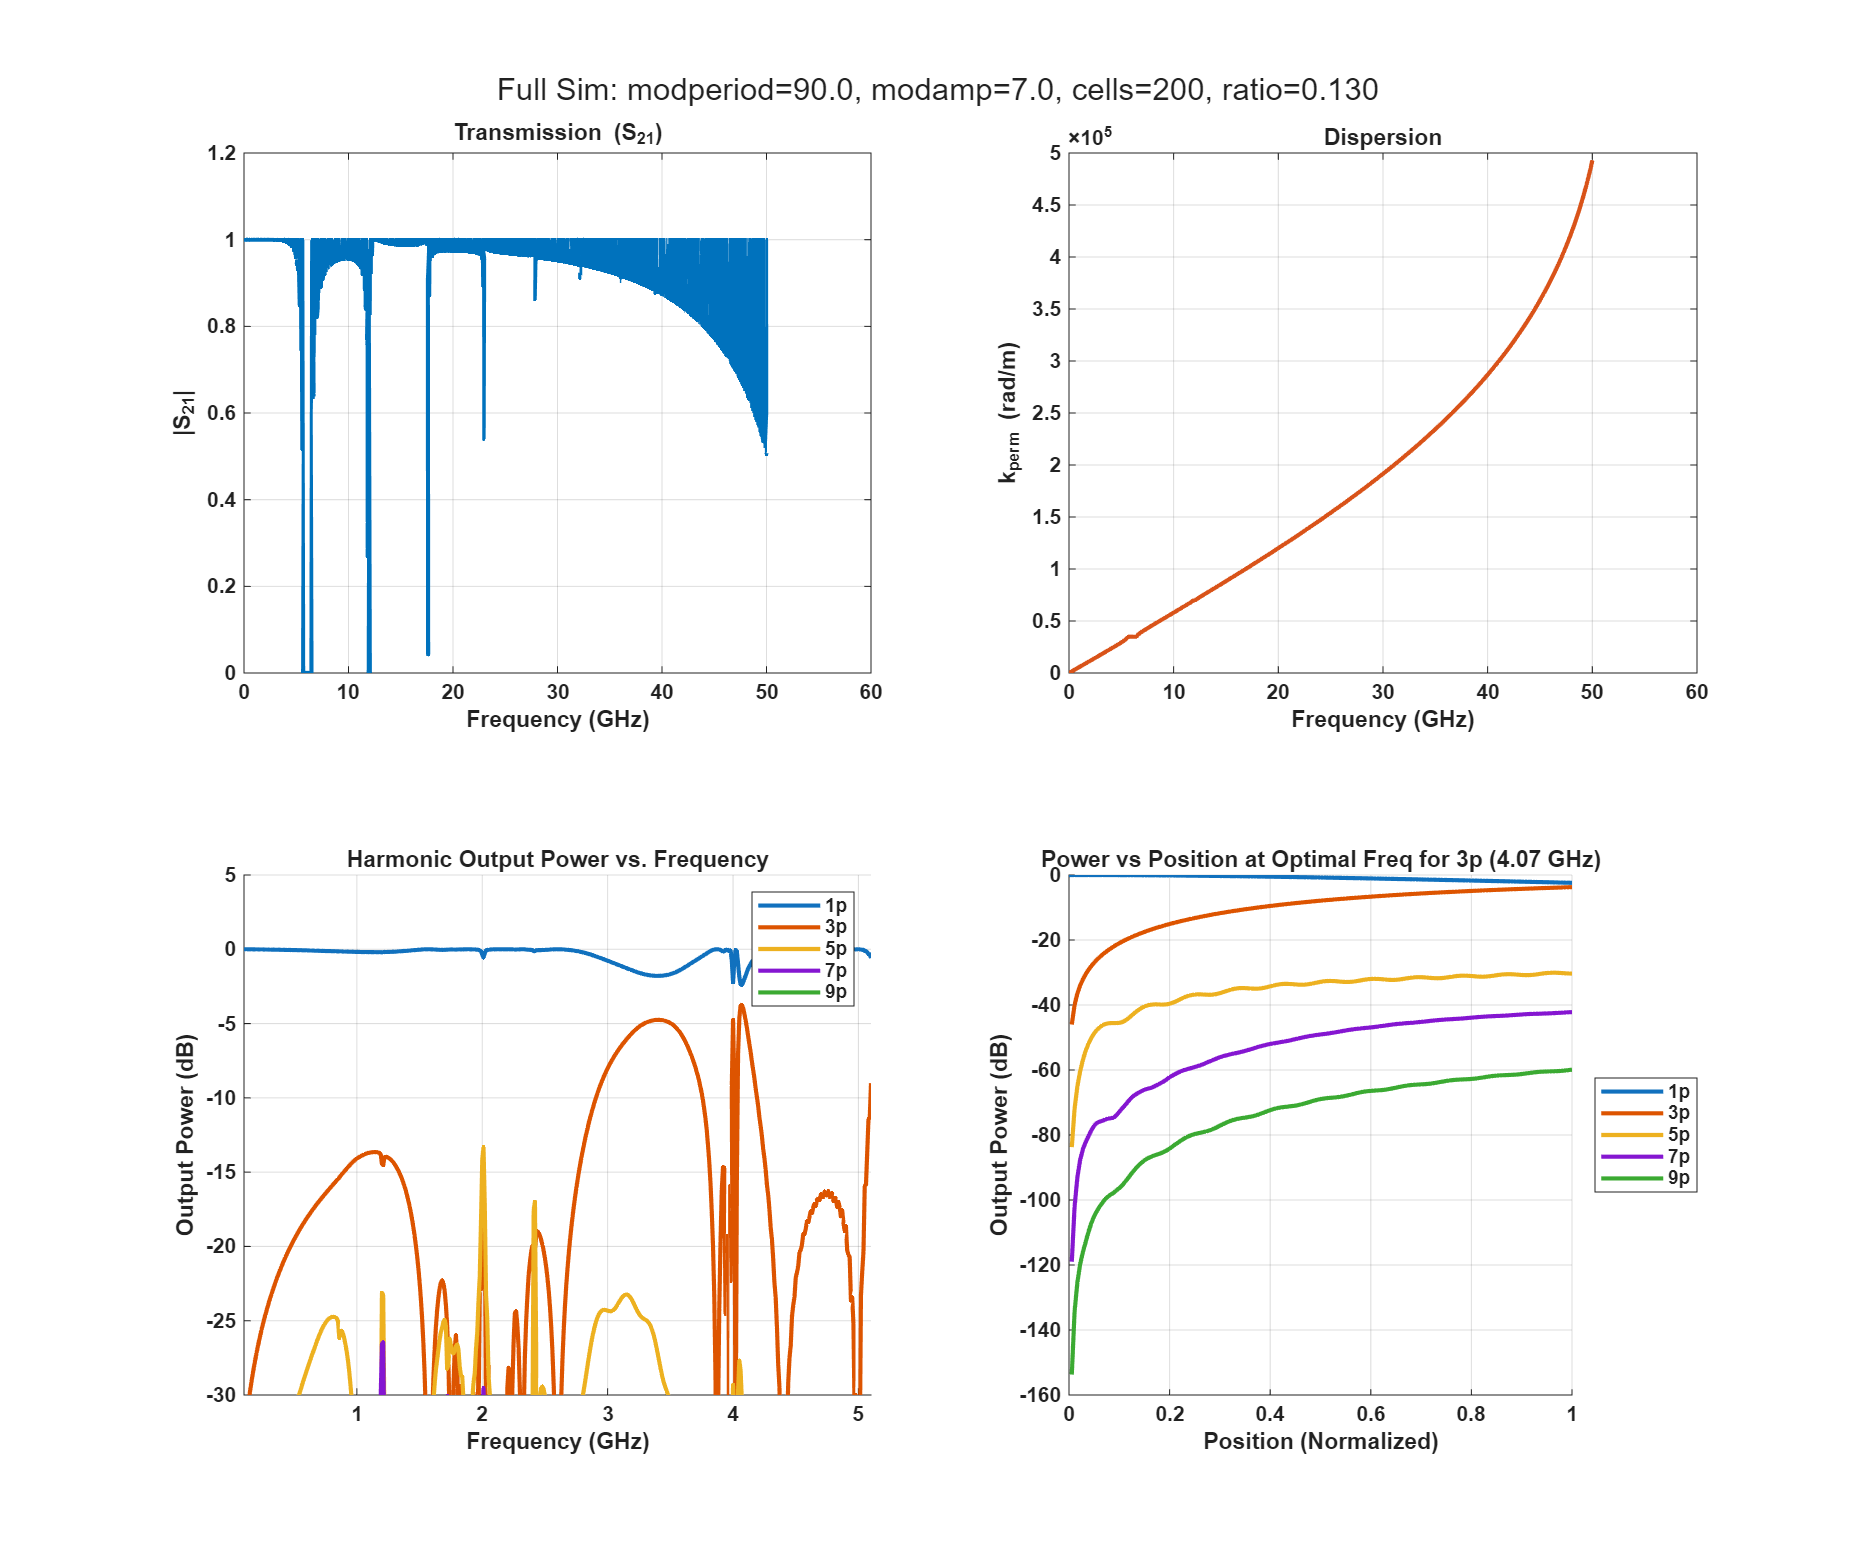 Full Sim: modperiod=90.0, modamp=7.0, cells=200, ratio=0.130
Transmission (S21)
1.2
1
0.8
0.6
0.4
0.2
0
|S21|
0 10 20 30 40 50 60
Frequency (GHz)
×10^5
Dispersion
5
4.5
4
3.5
3
2.5
2
1.5
1
0.5
0
kperm (rad/m)
0 10 20 30 40 50 60
Frequency (GHz)
Harmonic Output Power vs. Frequency
5
0
-5
-10
-15
-20
-25
-30
Output Power (dB)
1p
3p
5p
7p
9p
1 2 3 4 5
Frequency (GHz)
Power vs Position at Optimal Freq for 3p (4.07 GHz)
0
-20
-40
-60
-80
-100
-120
-140
-160
Output Power (dB)
0 0.2 0.4 0.6 0.8 1
Position (Normalized)
1p
3p
5p
7p
9p